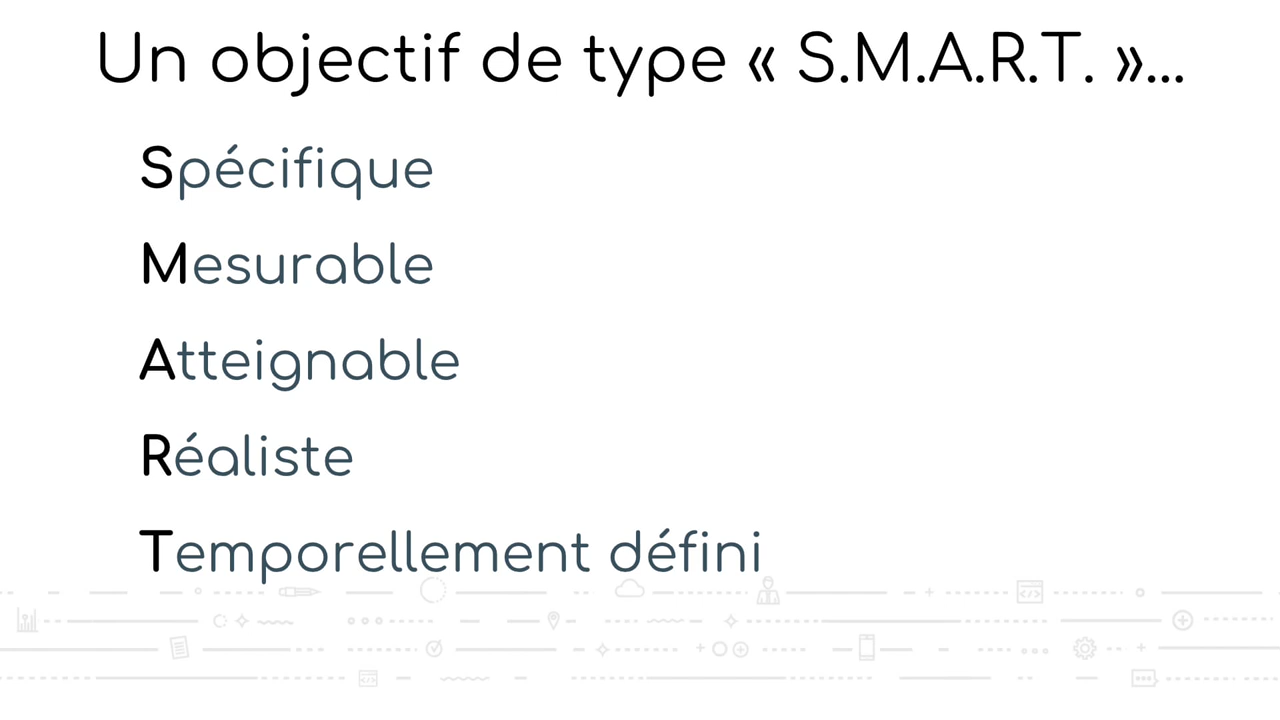 Un objectif de type « S.M.A.R.T. »...
Spécifique
Mesurable
Atteignable
Réaliste
Temporellement défini